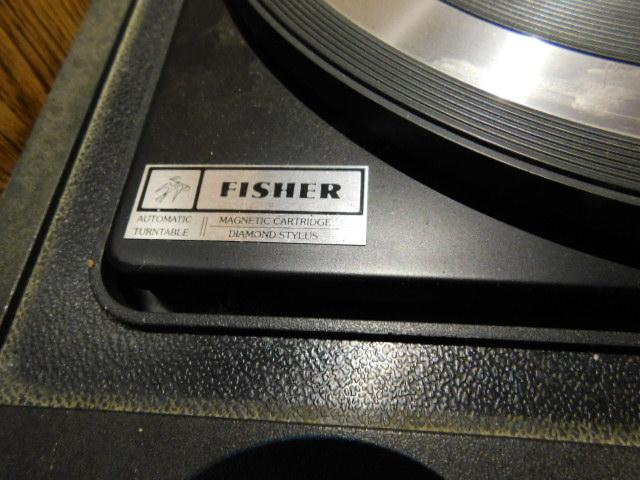 FISHER
AUTOMATIC TURNTABLE
MAGNETIC CARTRIDGE
DIAMOND STYLUS